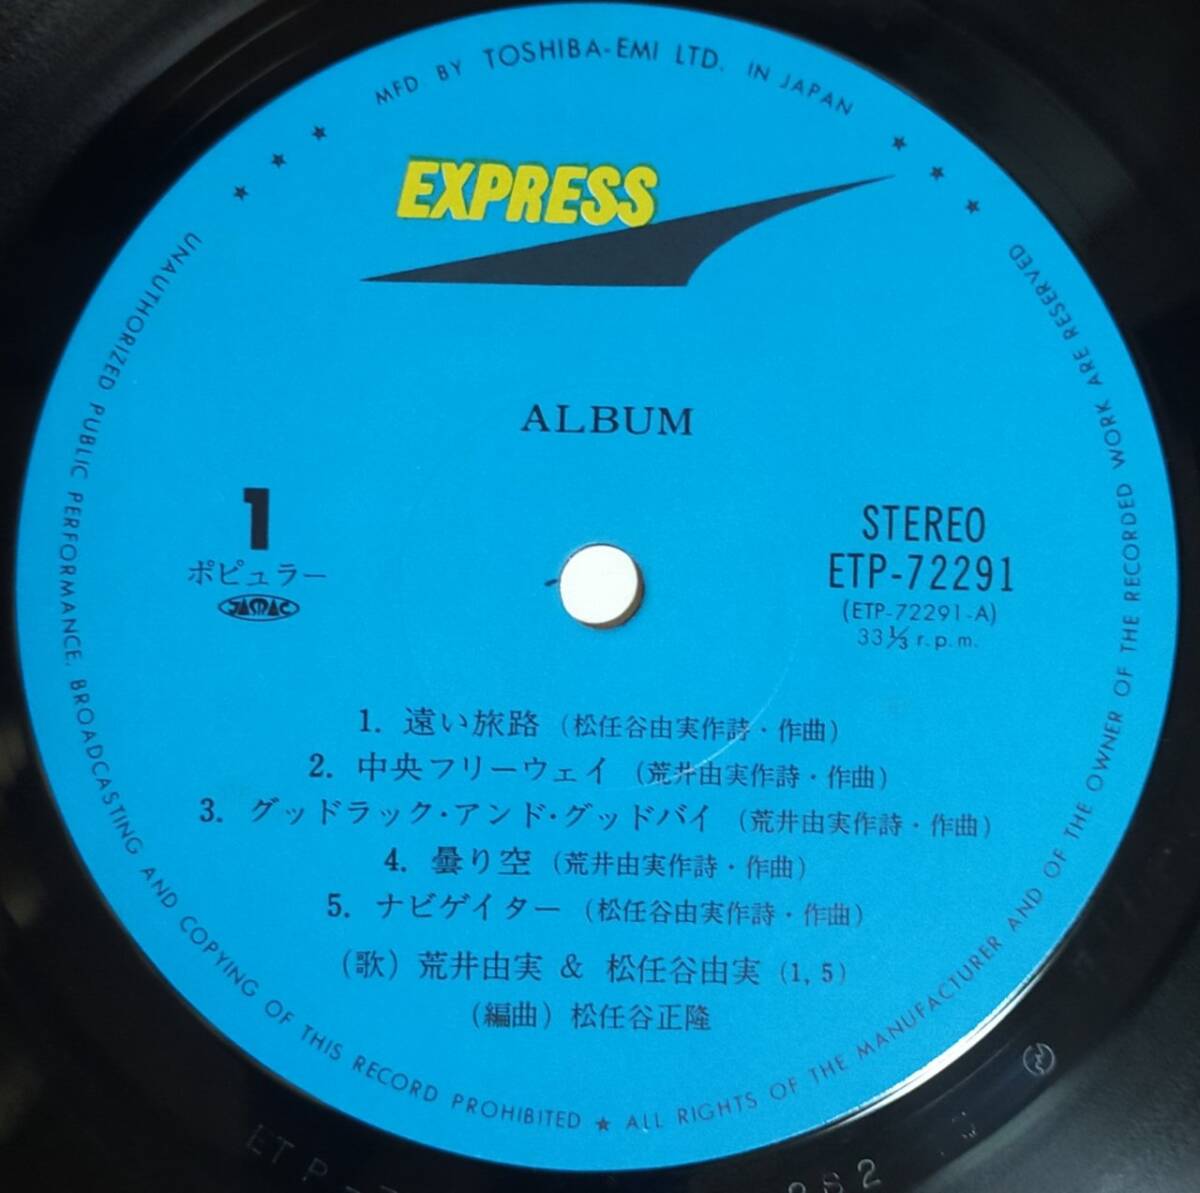 MFD. BY TOSHIBA-EMI LTD. IN JAPAN
EXPRESS
ALBUM
1
ポピュラー
JASRAC
STEREO
ETP-72291
(ETP-72291-A)
33⅓ r.p.m.
1. 遠い旅路 (松任谷由実作詩・作曲)
2. 中央フリーウェイ (荒井由実作詩・作曲)
3. グッドラック・アンド・グッドバイ (荒井由実作詩・作曲)
4. 曇り空 (荒井由実作詩・作曲)
5. ナビゲイター (松任谷由実作詩・作曲)
(歌) 荒井由実 & 松任谷由実 (1, 5)
(編曲) 松任谷正隆
UNAUTHORIZED PUBLIC PERFORMANCE, BROADCASTING AND COPYING OF THIS RECORD PROHIBITED ★ ALL RIGHTS OF THE MANUFACTURER AND OF THE OWNER OF THE RECORDED WORK ARE RESERVED